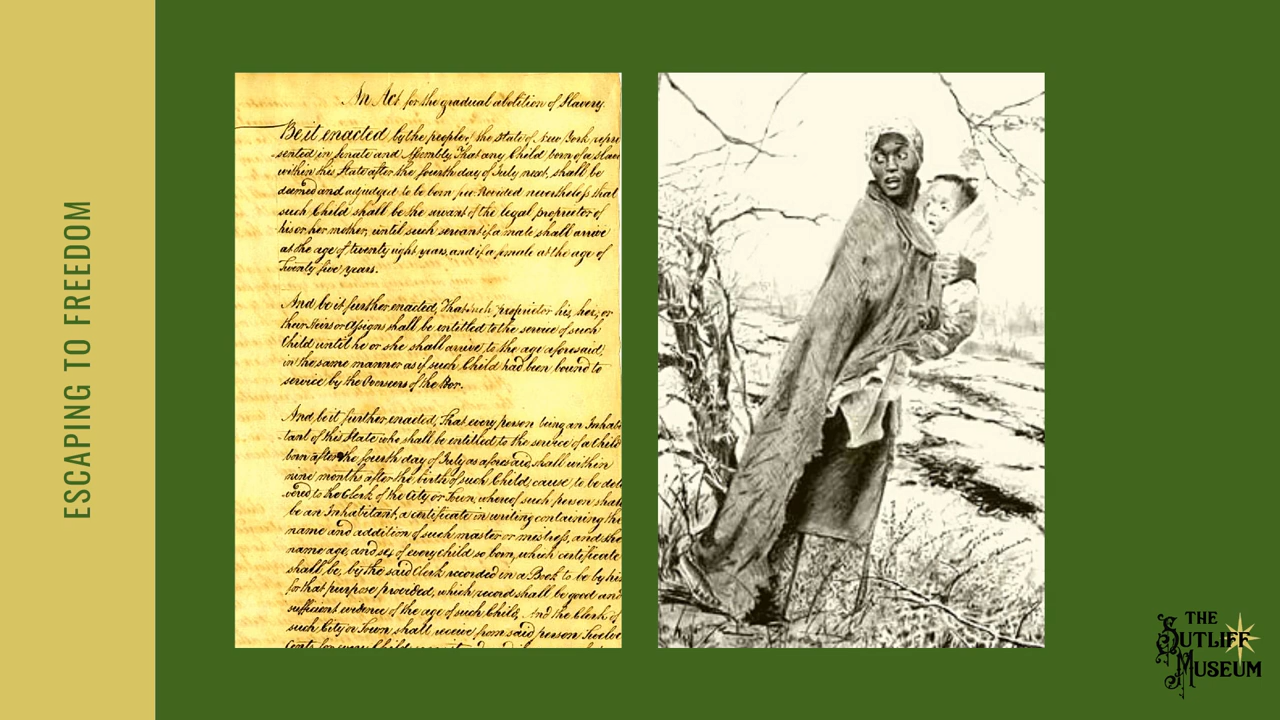 ESCAPING TO FREEDOM
An Act for the gradual abolition of Slavery.
Be it enacted by the people of the State of New York repre
sented in Senate and Assembly That any Child born of a slave
within this State after the fourth day of July next, shall be
deemed and adjudged to be born free. Provided nevertheless that
such Child shall be the servant of the legal proprietor of
his or her mother, until such servant if a male shall arrive
at the age of twenty eight years, and if a female at the age of
twenty five years.
And be it further enacted, That such proprietor his, her, or
their Heirs or Assigns shall be entitled to the service of such
Child until he or she shall arrive, to the age aforesaid,
in the same manner as if such Child had been bound to
service by the Overseers of the Poor.
And be it further enacted, That every person being an Inhabi
tant of this State who, shall be entitled to the service of a Child
born after the fourth day of July as aforesaid, shall within
nine months after the birth of such Child, cause to be deli
vered, to the Clerk of the City or Town, whereof such person shall
be an Inhabitant, a certificate in writing containing the
name and addition of such master or mistress, and the
name age, and sex of every child so born, which certificate
shall be, by the said Clerk recorded in a Book to be by him
for that purpose provided, which record shall be good and
sufficient evidence of the age of such Child, And the Clerk of
such City or Town shall receive from said person Twelve
Cents for every Child
THE
SUTLIFF
MUSEUM